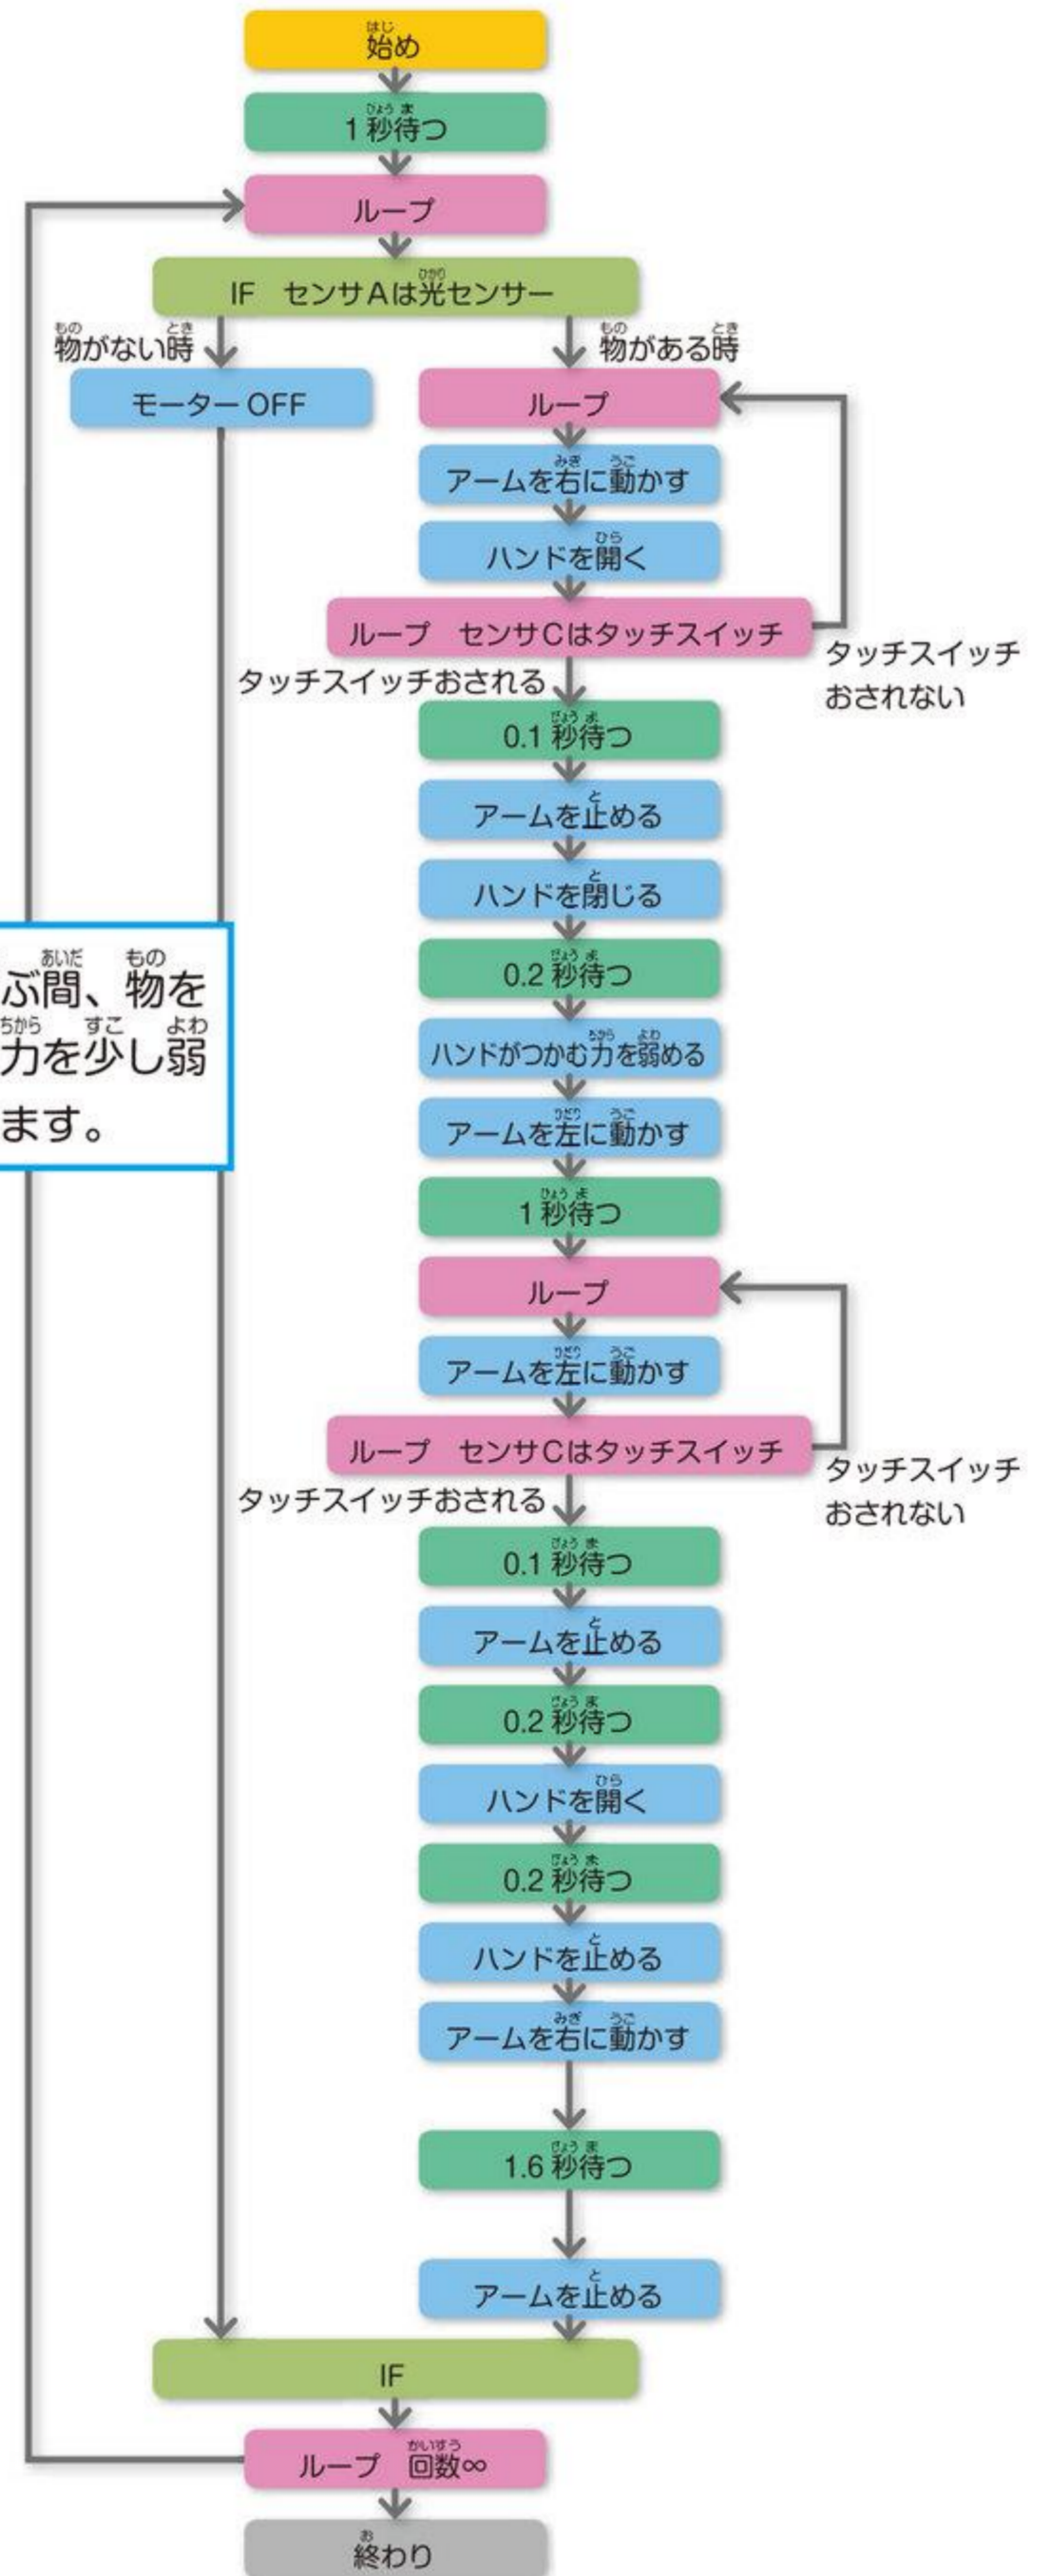 始め
1秒待つ
ループ
IF センサAは光センサー
物がない時
物がある時
モーターOFF
ループ
アームを右に動かす
ハンドを開く
ループ センサCはタッチスイッチ
タッチスイッチ
おされない
タッチスイッチおされる
0.1秒待つ
アームを止める
ハンドを閉じる
0.2秒待つ
ぶ間、物を
力を少し弱
ます。
ハンドがつかむ力を弱める
アームを左に動かす
1秒待つ
ループ
アームを左に動かす
ループ センサCはタッチスイッチ
タッチスイッチ
おされない
タッチスイッチおされる
0.1秒待つ
アームを止める
0.2秒待つ
ハンドを開く
0.2秒待つ
ハンドを止める
アームを右に動かす
1.6秒待つ
アームを止める
IF
ループ 回数∞
終わり